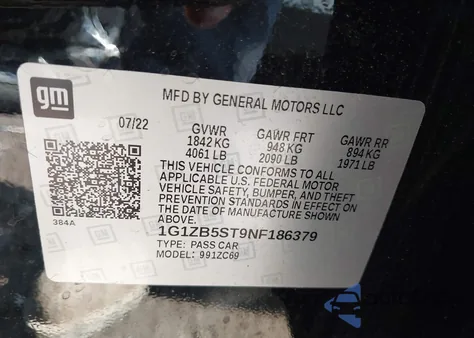 gm
MFD BY GENERAL MOTORS LLC
07/22 GVWR GAWR FRT GAWR RR
1842 KG 948 KG 894 KG
4061 LB 2090 LB 1971 LB
THIS VEHICLE CONFORMS TO ALL
APPLICABLE U.S. FEDERAL MOTOR
VEHICLE SAFETY, BUMPER, AND THEFT
PREVENTION STANDARDS IN EFFECT ON
THE DATE OF MANUFACTURE SHOWN
ABOVE.
384A
1G1ZB5ST9NF186379
TYPE: PASS CAR
MODEL: 991ZC69